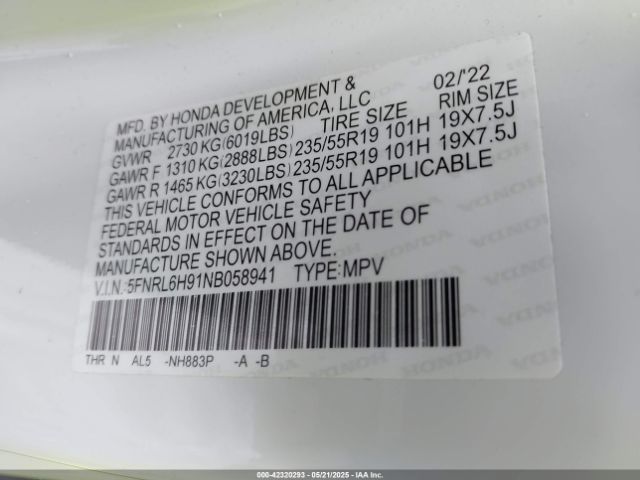 MFD. BY HONDA DEVELOPMENT & 02/'22
MANUFACTURING OF AMERICA, LLC
GVWR 2730 KG(6019LBS) TIRE SIZE RIM SIZE
GAWR F 1310 KG(2888LBS) 235/55R19 101H 19X7.5J
GAWR R 1465 KG(3230LBS) 235/55R19 101H 19X7.5J
THIS VEHICLE CONFORMS TO ALL APPLICABLE
FEDERAL MOTOR VEHICLE SAFETY
STANDARDS IN EFFECT ON THE DATE OF
MANUFACTURE SHOWN ABOVE.
V.I.N.: 5FNRL6H91NB058941 TYPE:MPV
THR N AL5 -NH883P -A -B
HONDA
000-42320293 - 05/21/2025 - IAA Inc.